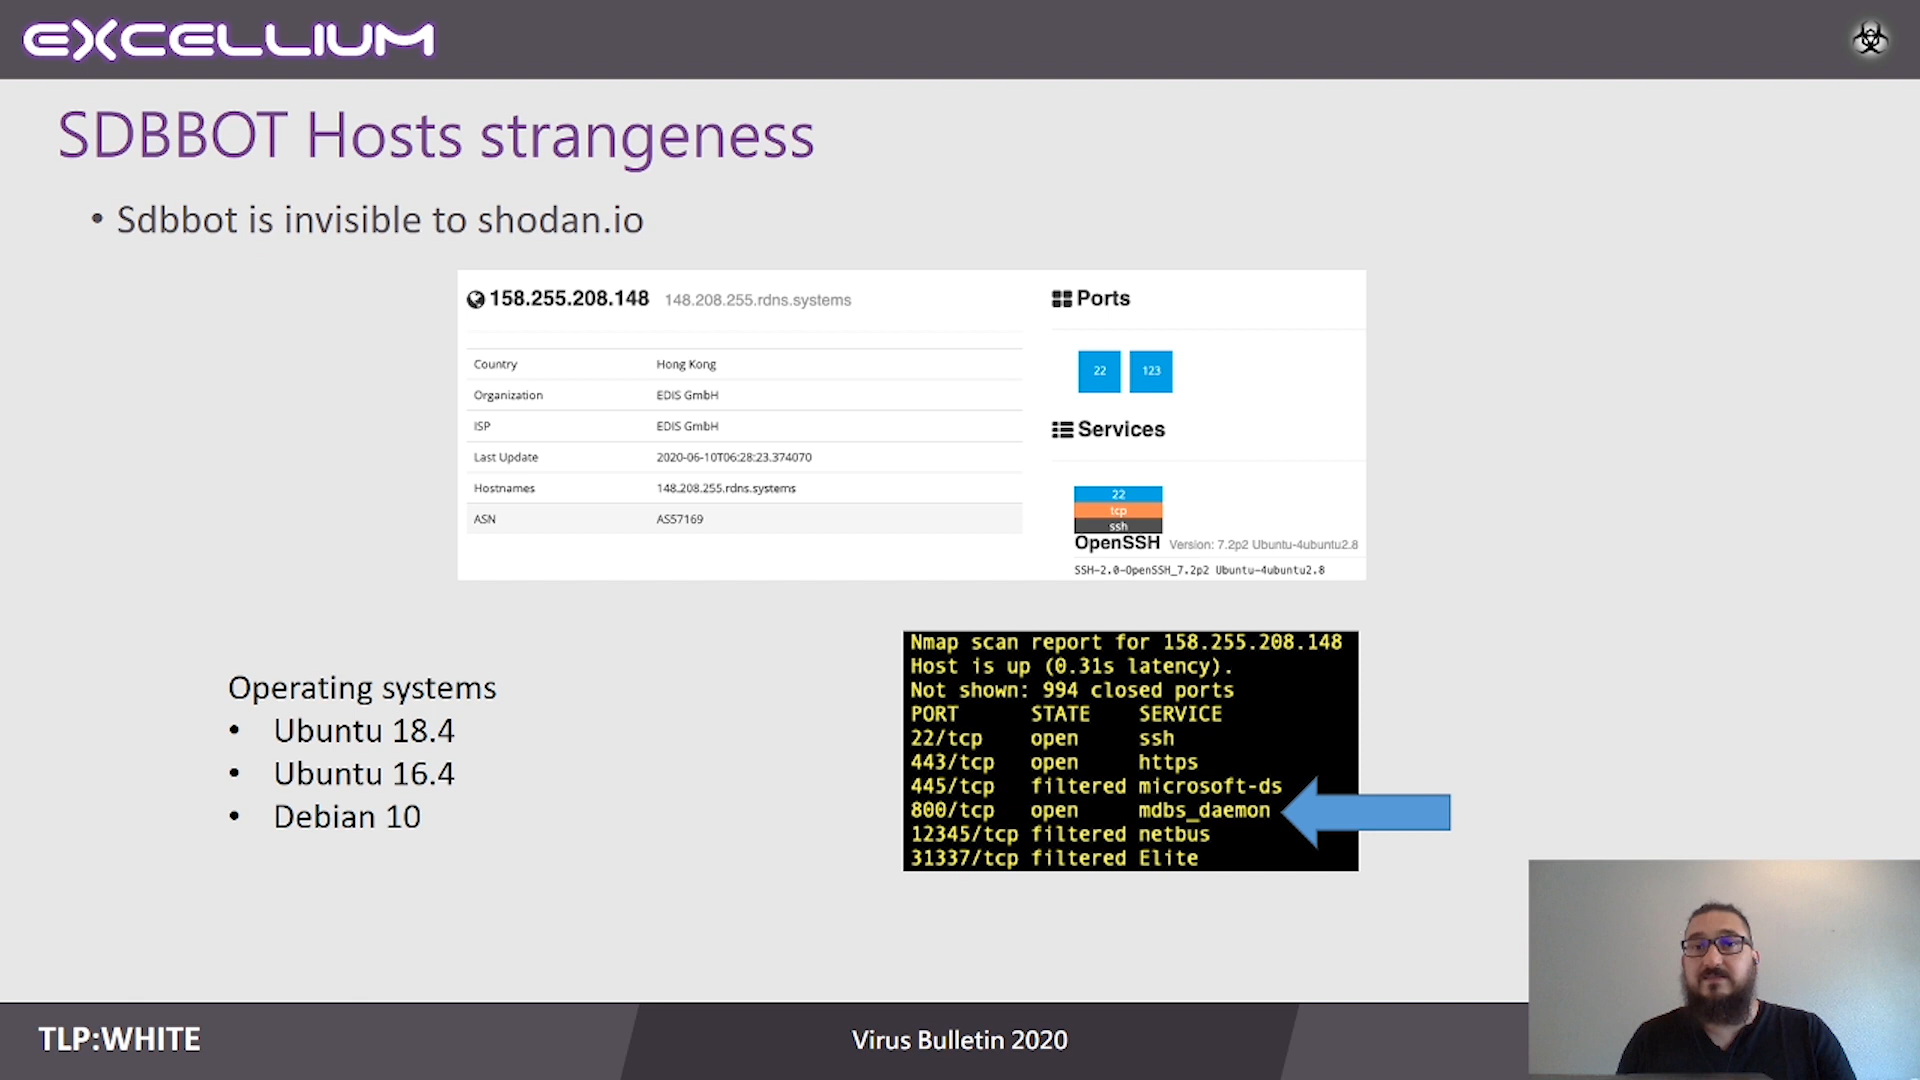 EXCELLIUM
SDBBOT Hosts strangeness
• Sdbbot is invisible to shodan.io
158.255.208.148 148.208.255.rdns.systems
Country Hong Kong
Organization EDIS GmbH
ISP EDIS GmbH
Last Update 2020-06-10T06:28:23.374070
Hostnames 148.208.255.rdns.systems
ASN AS57169
Ports
22 123
Services
22
tcp
ssh
OpenSSH Version: 7.2p2 Ubuntu-4ubuntu2.8
SSH-2.0-OpenSSH_7.2p2 Ubuntu-4ubuntu2.8
Operating systems
• Ubuntu 18.4
• Ubuntu 16.4
• Debian 10
Nmap scan report for 158.255.208.148
Host is up (0.31s latency).
Not shown: 994 closed ports
PORT STATE SERVICE
22/tcp open ssh
443/tcp open https
445/tcp filtered microsoft-ds
800/tcp open mdbs_daemon
12345/tcp filtered netbus
31337/tcp filtered Elite
TLP:WHITE
Virus Bulletin 2020